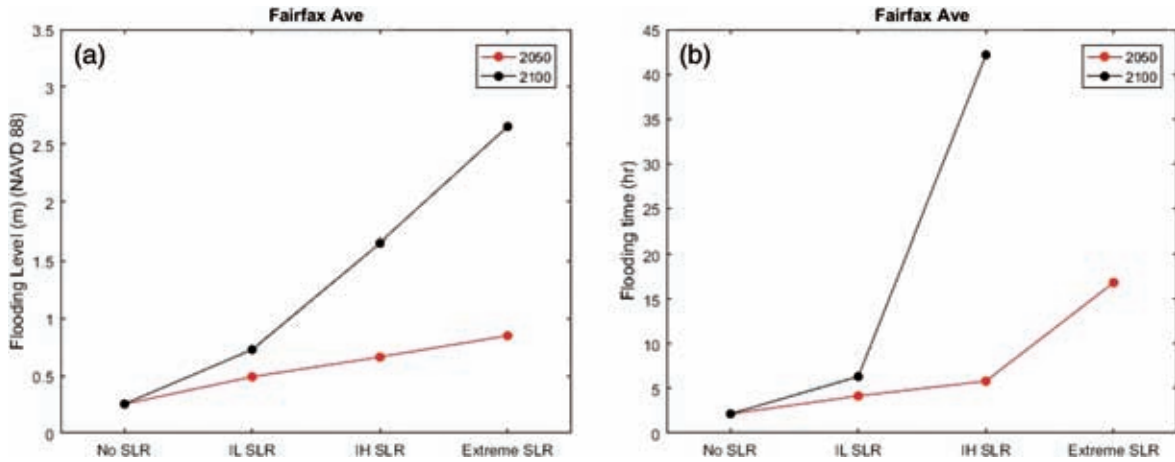 Fairfax Ave
(a)
2050
2100
Flooding Level (m) (NAVD 88)
3.5
3
2.5
2
1.5
1
0.5
0
No SLR IL SLR IH SLR Extreme SLR
Fairfax Ave
(b)
2050
2100
Flooding time (hr)
45
40
35
30
25
20
15
10
5
0
No SLR IL SLR IH SLR Extreme SLR